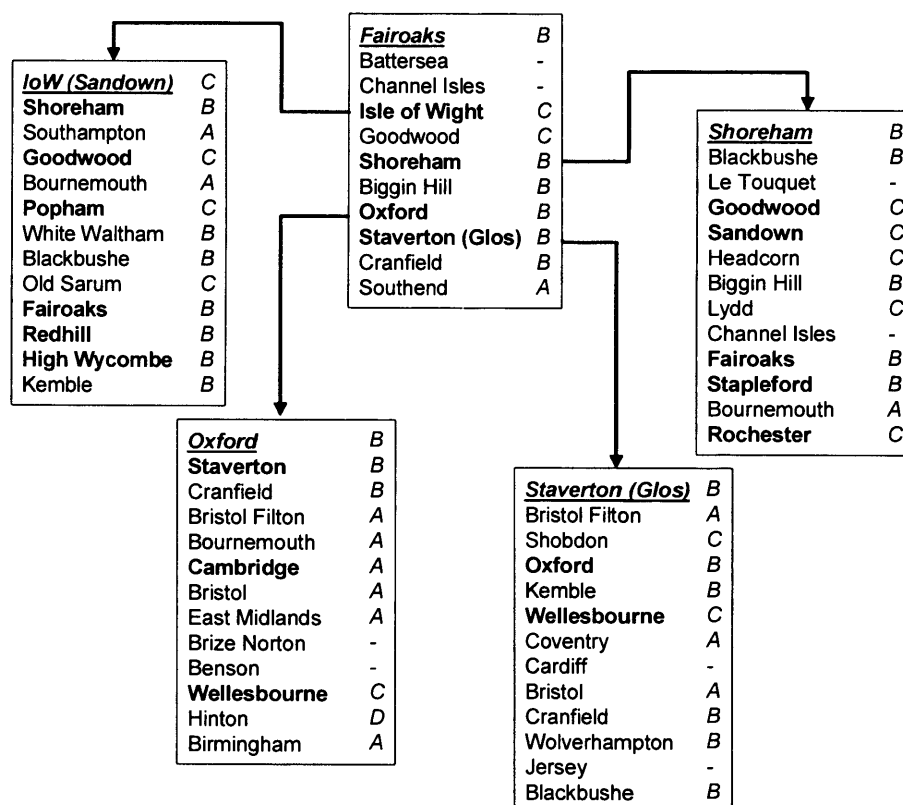 Fairoaks B
Battersea -
Channel Isles -
Isle of Wight C
Goodwood C
Shoreham B
Biggin Hill B
Oxford B
Staverton (Glos) B
Cranfield B
Southend A
IoW (Sandown) C
Shoreham B
Southampton A
Goodwood C
Bournemouth A
Popham C
White Waltham B
Blackbushe B
Old Sarum C
Fairoaks B
Redhill B
High Wycombe B
Kemble B
Shoreham B
Blackbushe B
Le Touquet -
Goodwood C
Sandown C
Headcorn C
Biggin Hill B
Lydd C
Channel Isles -
Fairoaks B
Stapleford B
Bournemouth A
Rochester C
Oxford B
Staverton B
Cranfield B
Bristol Filton A
Bournemouth A
Cambridge A
Bristol A
East Midlands A
Brize Norton -
Benson -
Wellesbourne C
Hinton D
Birmingham A
Staverton (Glos) B
Bristol Filton A
Shobdon C
Oxford B
Kemble B
Wellesbourne C
Coventry A
Cardiff -
Bristol A
Cranfield B
Wolverhampton B
Jersey -
Blackbushe B